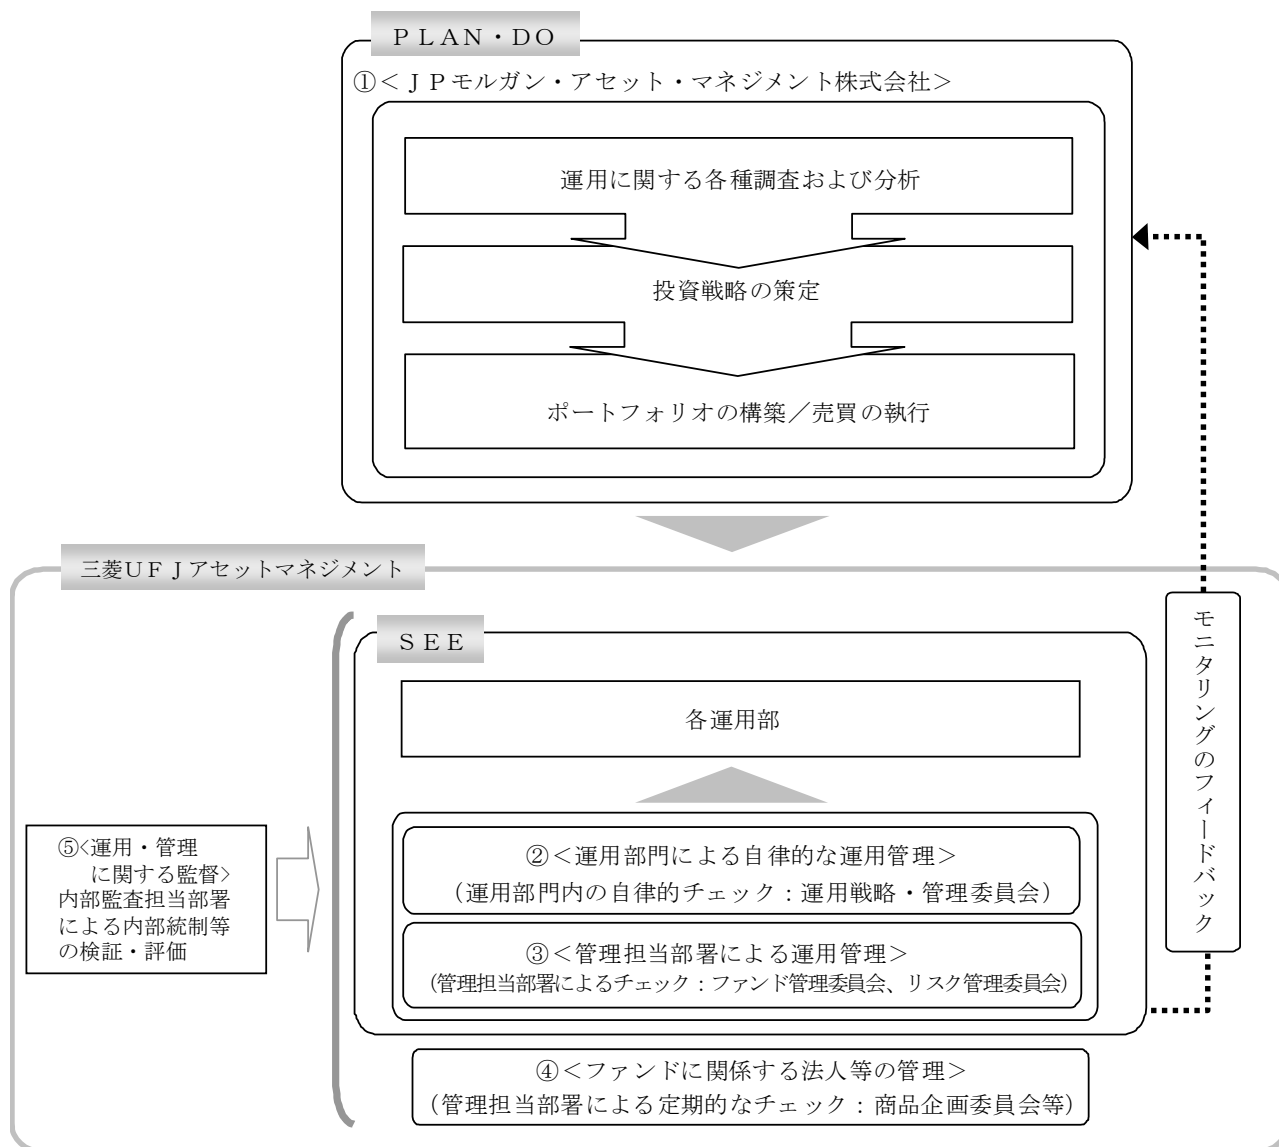 ＰＬＡＮ・ＤＯ
①＜ＪＰモルガン・アセット・マネジメント株式会社＞
運用に関する各種調査および分析
投資戦略の策定
ポートフォリオの構築／売買の執行
三菱ＵＦＪアセットマネジメント
ＳＥＥ
各運用部
②＜運用部門による自律的な運用管理＞
（運用部門内の自律的チェック：運用戦略・管理委員会）
③＜管理担当部署による運用管理＞
（管理担当部署によるチェック：ファンド管理委員会、リスク管理委員会）
④＜ファンドに関係する法人等の管理＞
（管理担当部署による定期的なチェック：商品企画委員会等）
⑤<運用・管理
に関する監督>
内部監査担当部署
による内部統制等
の検証・評価
モニタリングのフィードバック